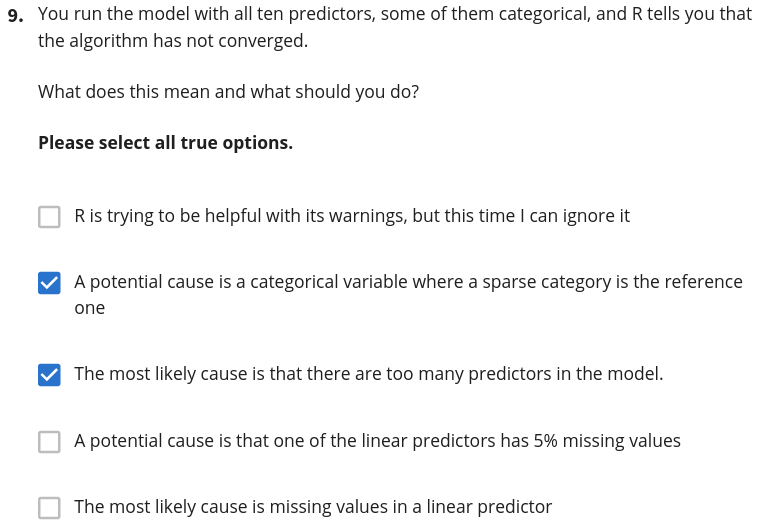 9. You run the model with all ten predictors, some of them categorical, and R tells you that
the algorithm has not converged.
What does this mean and what should you do?
Please select all true options.
R is trying to be helpful with its warnings, but this time I can ignore it
A potential cause is a categorical variable where a sparse category is the reference
one
The most likely cause is that there are too many predictors in the model.
A potential cause is that one of the linear predictors has 5% missing values
The most likely cause is missing values in a linear predictor